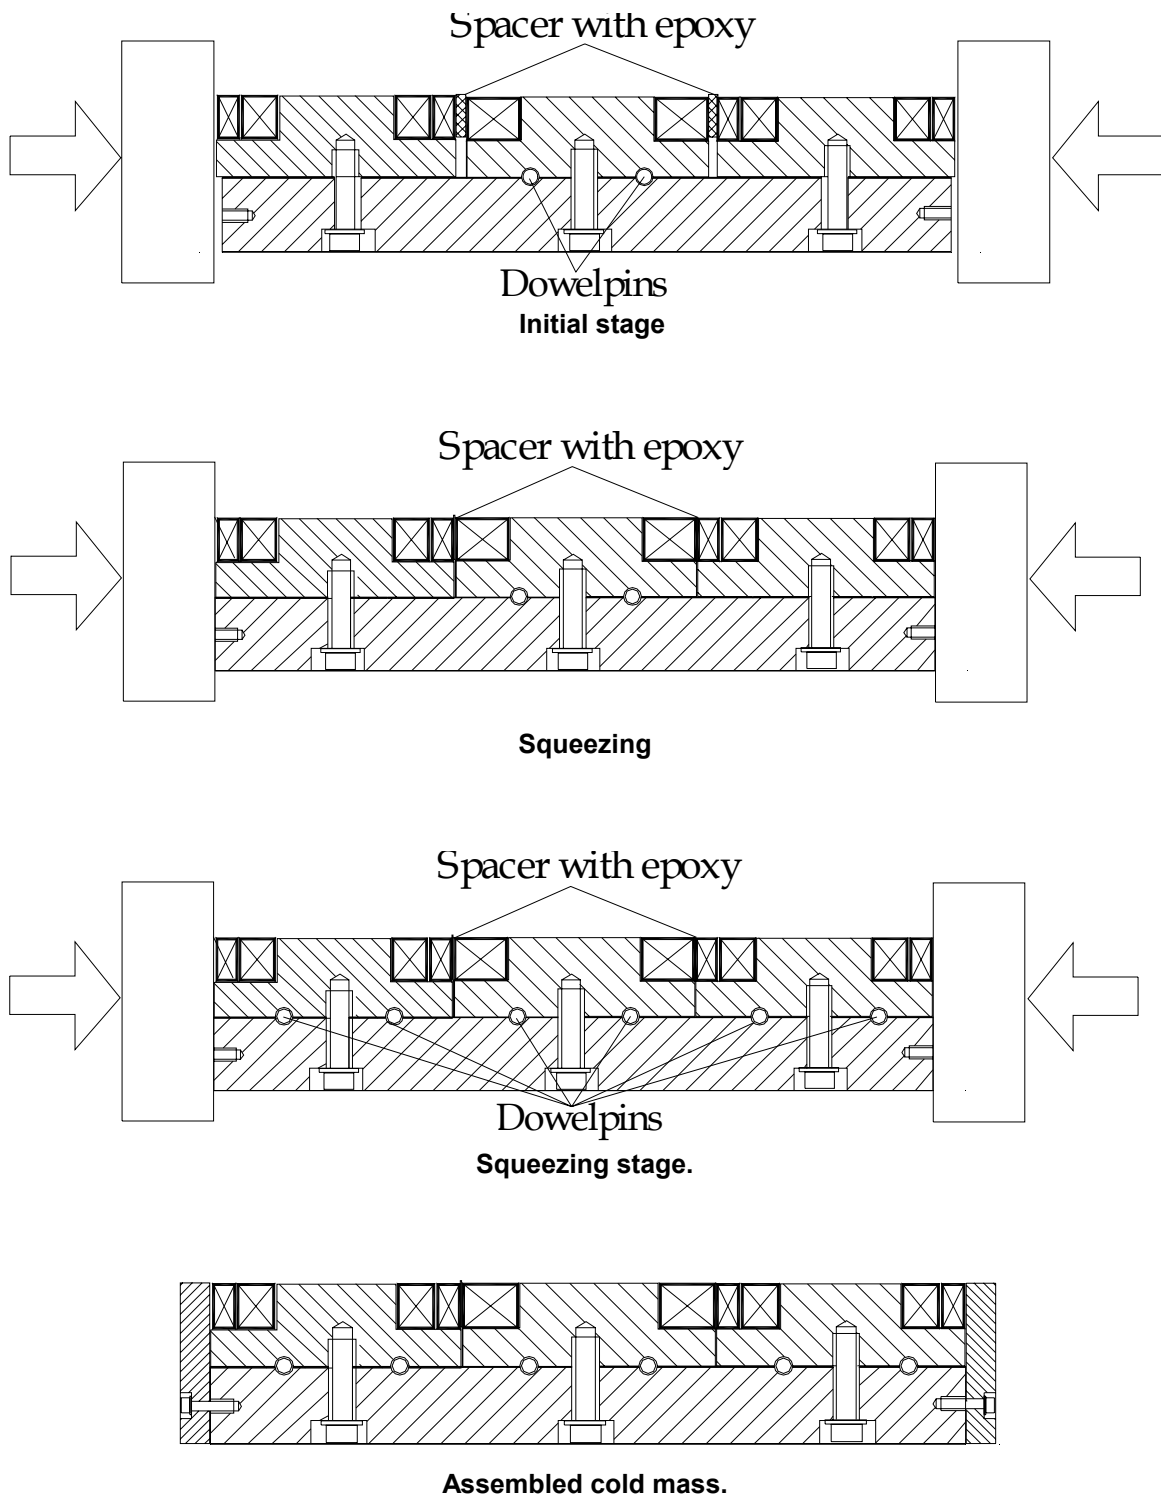 Spacer with epoxy
Dowelpins
Initial stage
Spacer with epoxy
Squeezing
Spacer with epoxy
Dowelpins
Squeezing stage.
Assembled cold mass.